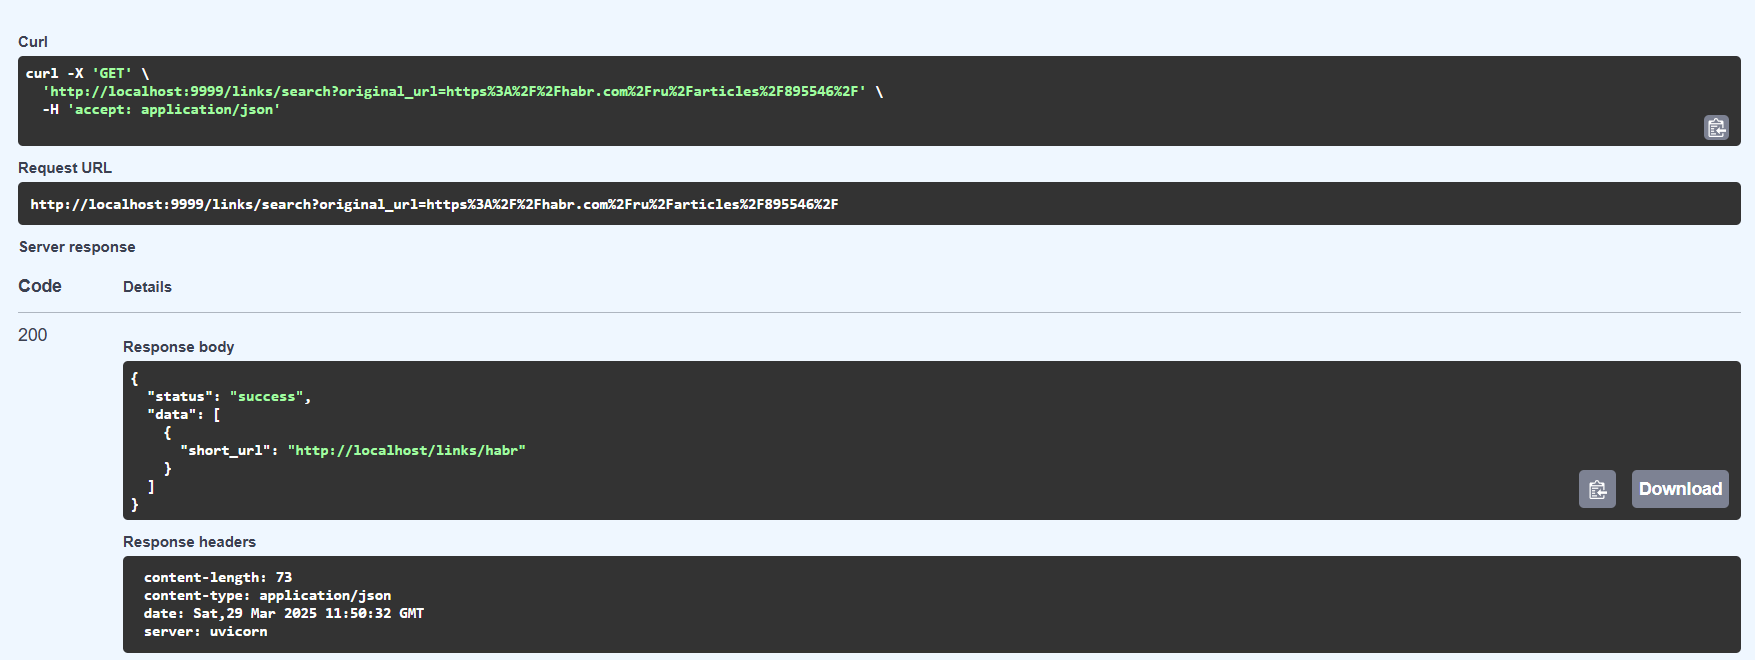 Curl
curl -X 'GET' \
  'http://localhost:9999/links/search?original_url=https%3A%2F%2Fhabr.com%2Fru%2Farticles%2F895546%2F' \
  -H 'accept: application/json'
Request URL
http://localhost:9999/links/search?original_url=https%3A%2F%2Fhabr.com%2Fru%2Farticles%2F895546%2F
Server response
Code Details
200
Response body
{
  "status": "success",
  "data": [
    {
      "short_url": "http://localhost/links/habr"
    }
  ]
}
Download
Response headers
content-length: 73
content-type: application/json
date: Sat,29 Mar 2025 11:50:32 GMT
server: uvicorn